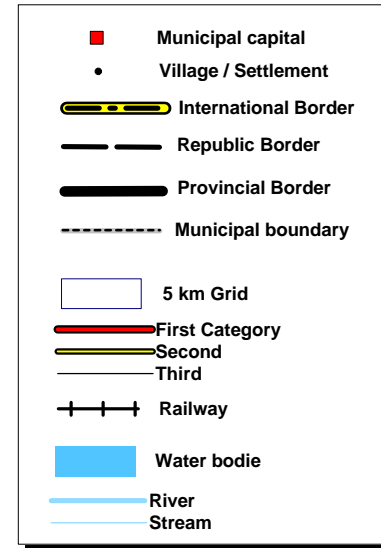 Municipal capital
Village / Settlement
International Border
Republic Border
Provincial Border
Municipal boundary
5 km Grid
First Category
Second
Third
Railway
Water bodie
River
Stream